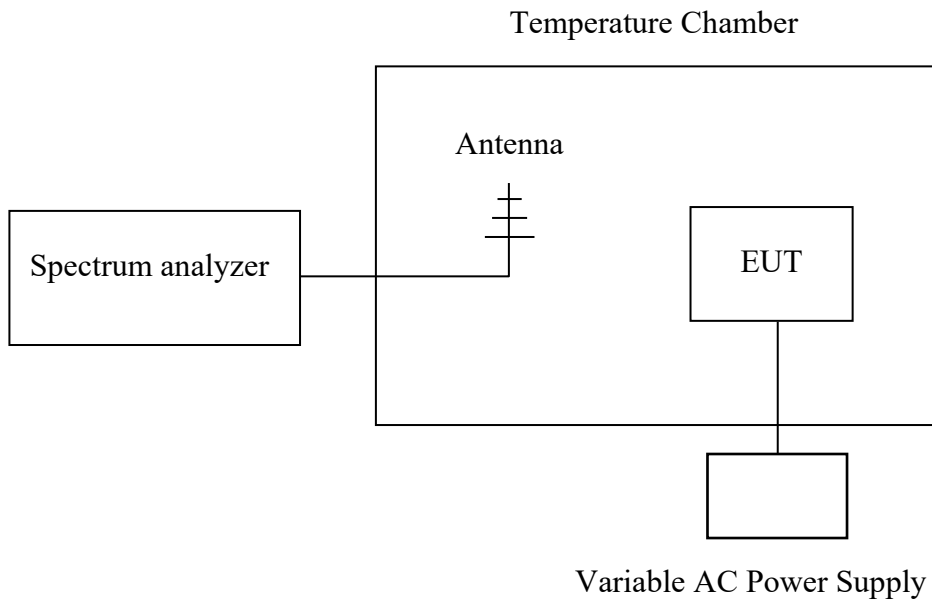 Temperature Chamber
Antenna
Spectrum analyzer
EUT
Variable AC Power Supply